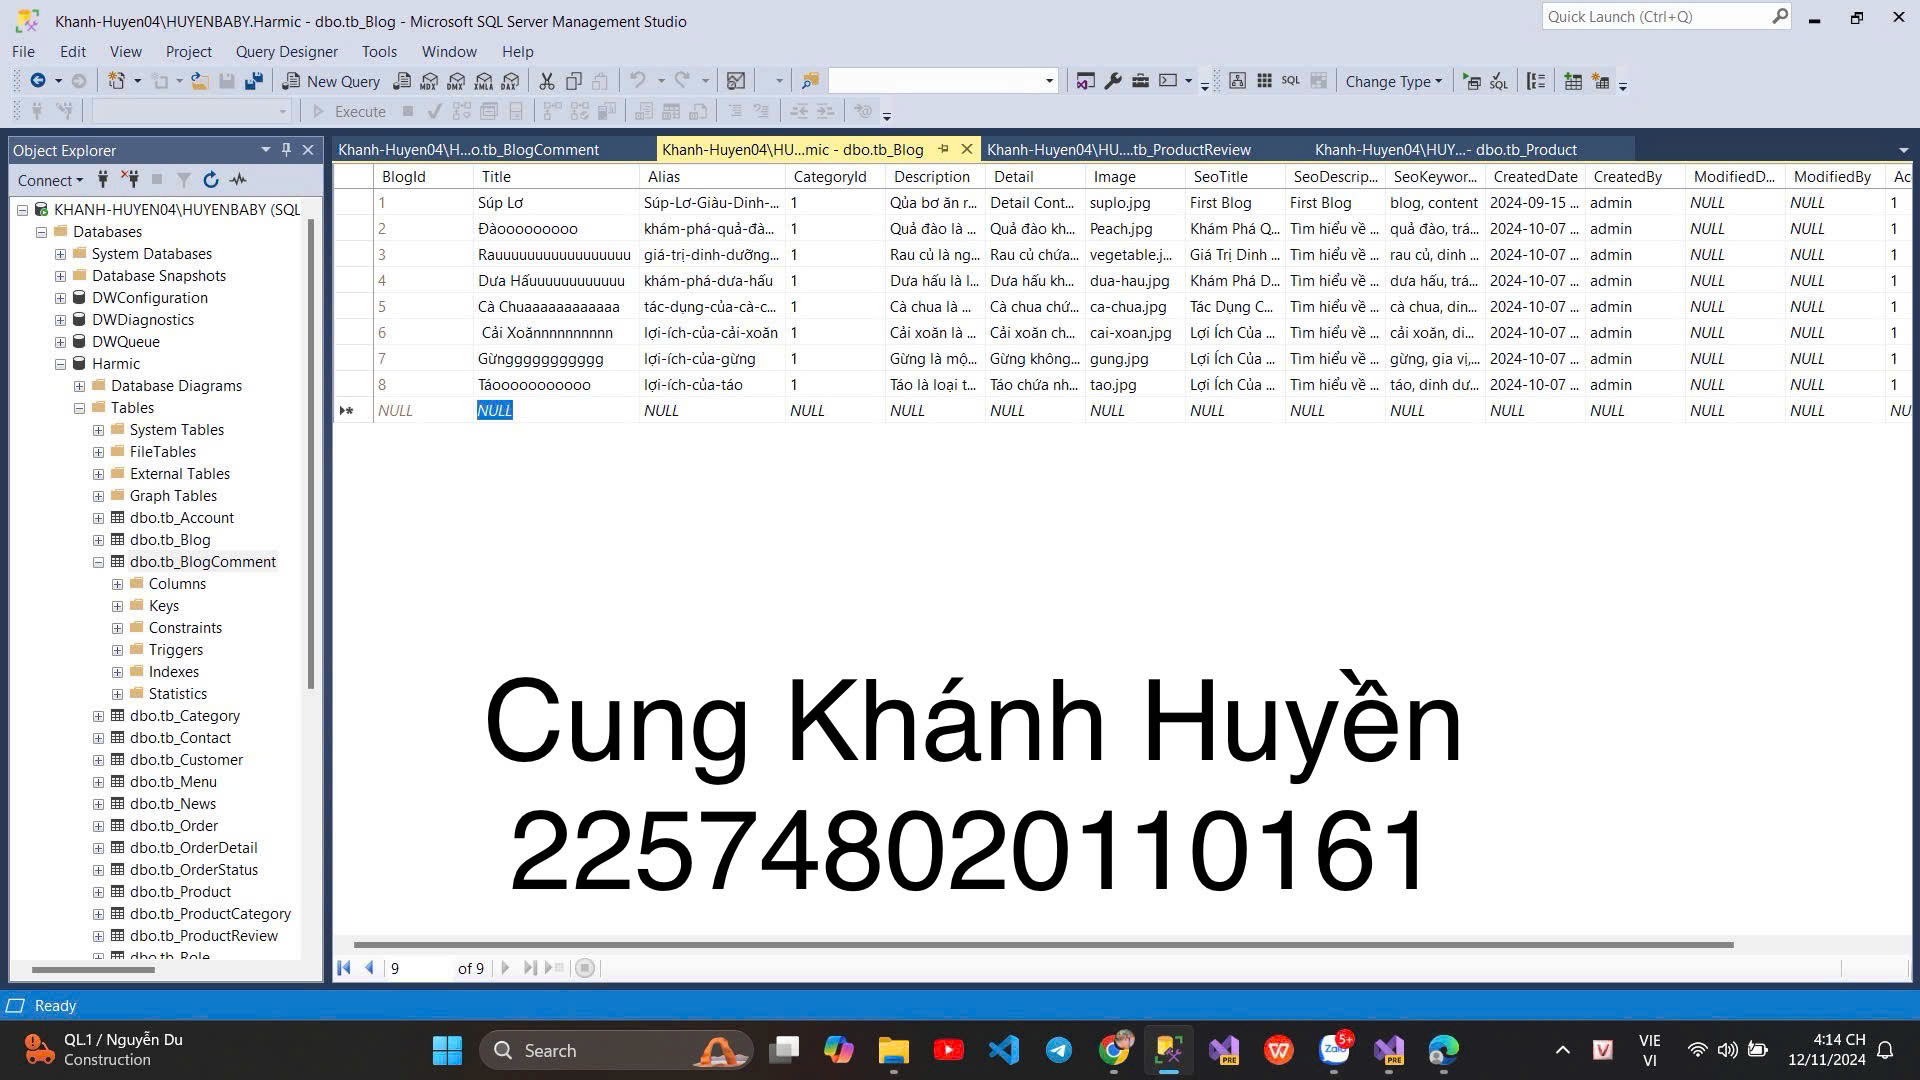 Khanh-Huyen04\HUYENBABY.Harmic - dbo.tb_Blog - Microsoft SQL Server Management Studio
Quick Launch (Ctrl+Q)
File Edit View Project Query Designer Tools Window Help
New Query MDX DMX XMLA DAX SQL Change Type
Execute
Object Explorer
Khanh-Huyen04\H...o.tb_BlogComment Khanh-Huyen04\HU...mic - dbo.tb_Blog Khanh-Huyen04\HU....tb_ProductReview Khanh-Huyen04\HUY...- dbo.tb_Product
Connect
KHANH-HUYEN04\HUYENBABY (SQL
Databases
System Databases
Database Snapshots
DWConfiguration
DWDiagnostics
DWQueue
Harmic
Database Diagrams
Tables
System Tables
FileTables
External Tables
Graph Tables
dbo.tb_Account
dbo.tb_Blog
dbo.tb_BlogComment
Columns
Keys
Constraints
Triggers
Indexes
Statistics
dbo.tb_Category
dbo.tb_Contact
dbo.tb_Customer
dbo.tb_Menu
dbo.tb_News
dbo.tb_Order
dbo.tb_OrderDetail
dbo.tb_OrderStatus
dbo.tb_Product
dbo.tb_ProductCategory
dbo.tb_ProductReview
dbo.tb_Role
BlogId Title Alias CategoryId Description Detail Image SeoTitle SeoDescrip... SeoKeywor... CreatedDate CreatedBy ModifiedD... ModifiedBy Ac
1 Súp Lơ Súp-Lơ-Giàu-Dinh-... 1 Qủa bơ ăn r... Detail Cont... suplo.jpg First Blog First Blog blog, content 2024-09-15 ... admin NULL NULL 1
2 Đàooooooooo khám-phá-quả-đà... 1 Quả đào là ... Quả đào kh... Peach.jpg Khám Phá Q... Tìm hiểu về ... quả đào, trá... 2024-10-07 ... admin NULL NULL 1
3 Rauuuuuuuuuuuuuuuuu giá-trị-dinh-dưỡng... 1 Rau củ là ng... Rau củ chứa... vegetable.j... Giá Trị Dinh ... Tìm hiểu về ... rau củ, dinh ... 2024-10-07 ... admin NULL NULL 1
4 Dưa Hấuuuuuuuuuuuu khám-phá-dưa-hấu 1 Dưa hấu là l... Dưa hấu kh... dua-hau.jpg Khám Phá D... Tìm hiểu về ... dưa hấu, trá... 2024-10-07 ... admin NULL NULL 1
5 Cà Chuaaaaaaaaaaaa tác-dụng-của-cà-c... 1 Cà chua là ... Cà chua chứ... ca-chua.jpg Tác Dụng C... Tìm hiểu về ... cà chua, din... 2024-10-07 ... admin NULL NULL 1
6 Cải Xoănnnnnnnnnn lợi-ích-của-cải-xoăn 1 Cải xoăn là ... Cải xoăn ch... cai-xoan.jpg Lợi Ích Của ... Tìm hiểu về ... cải xoăn, di... 2024-10-07 ... admin NULL NULL 1
7 Gừnggggggggggg lợi-ích-của-gừng 1 Gừng là mộ... Gừng không... gung.jpg Lợi Ích Của ... Tìm hiểu về ... gừng, gia vị,... 2024-10-07 ... admin NULL NULL 1
8 Táooooooooooo lợi-ích-của-táo 1 Táo là loại t... Táo chứa nh... tao.jpg Lợi Ích Của ... Tìm hiểu về ... táo, dinh dư... 2024-10-07 ... admin NULL NULL 1
NULL NULL NULL NULL NULL NULL NULL NULL NULL NULL NULL NULL NULL NULL NU
Cung Khánh Huyền
225748020110161
9 of 9
Ready
QL.1 / Nguyễn Du
Construction
Search
PRE
Zalo 5+
PRE
VIE
VI
4:14 CH
12/11/2024